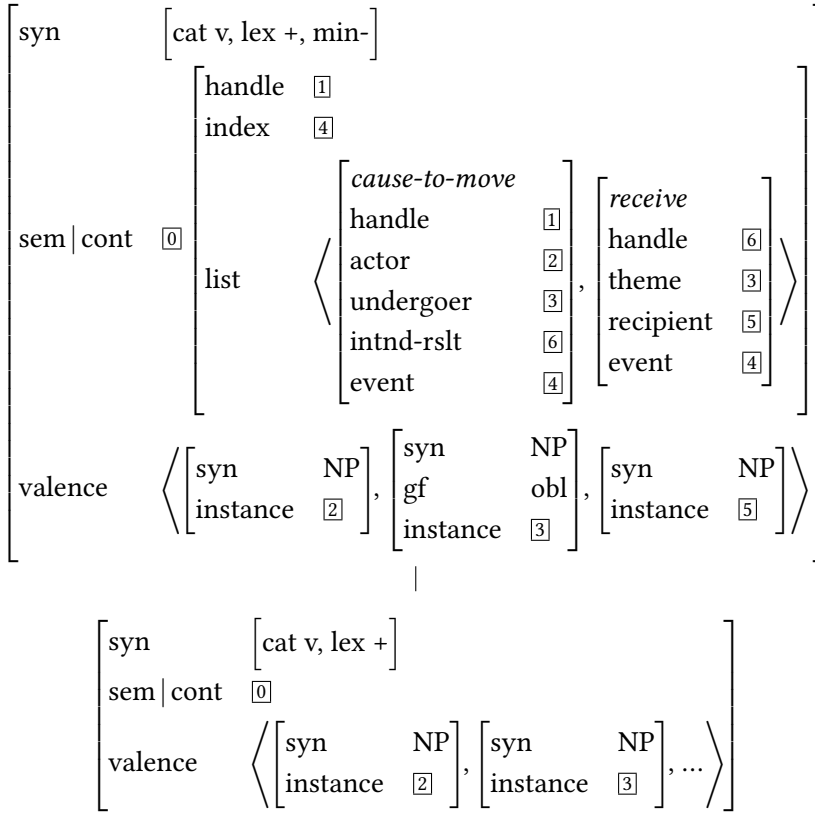 syn [cat v, lex +, min-]
handle 1
index 4
cause-to-move
handle 1
actor 2
undergoer 3
intnd-rslt 6
event 4
,
receive
handle 6
theme 3
recipient 5
event 4
sem|cont 0
list
valence
syn NP
instance 2
,
syn NP
gf obl
instance 3
,
syn NP
instance 5
syn [cat v, lex +]
sem|cont 0
valence
syn NP
instance 2
,
syn NP
instance 3
, ...